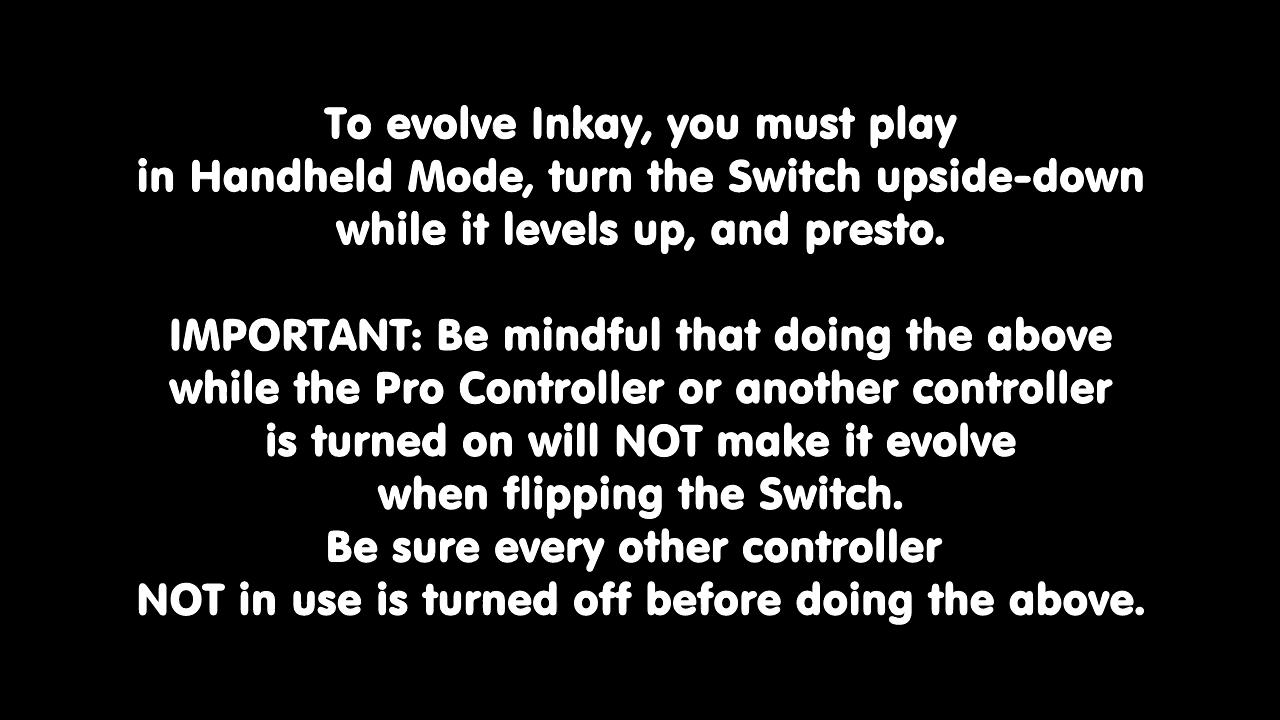 To evolve Inkay, you must play
in Handheld Mode, turn the Switch upside-down
while it levels up, and presto.
IMPORTANT: Be mindful that doing the above
while the Pro Controller or another controller
is turned on will NOT make it evolve
when flipping the Switch.
Be sure every other controller
NOT in use is turned off before doing the above.